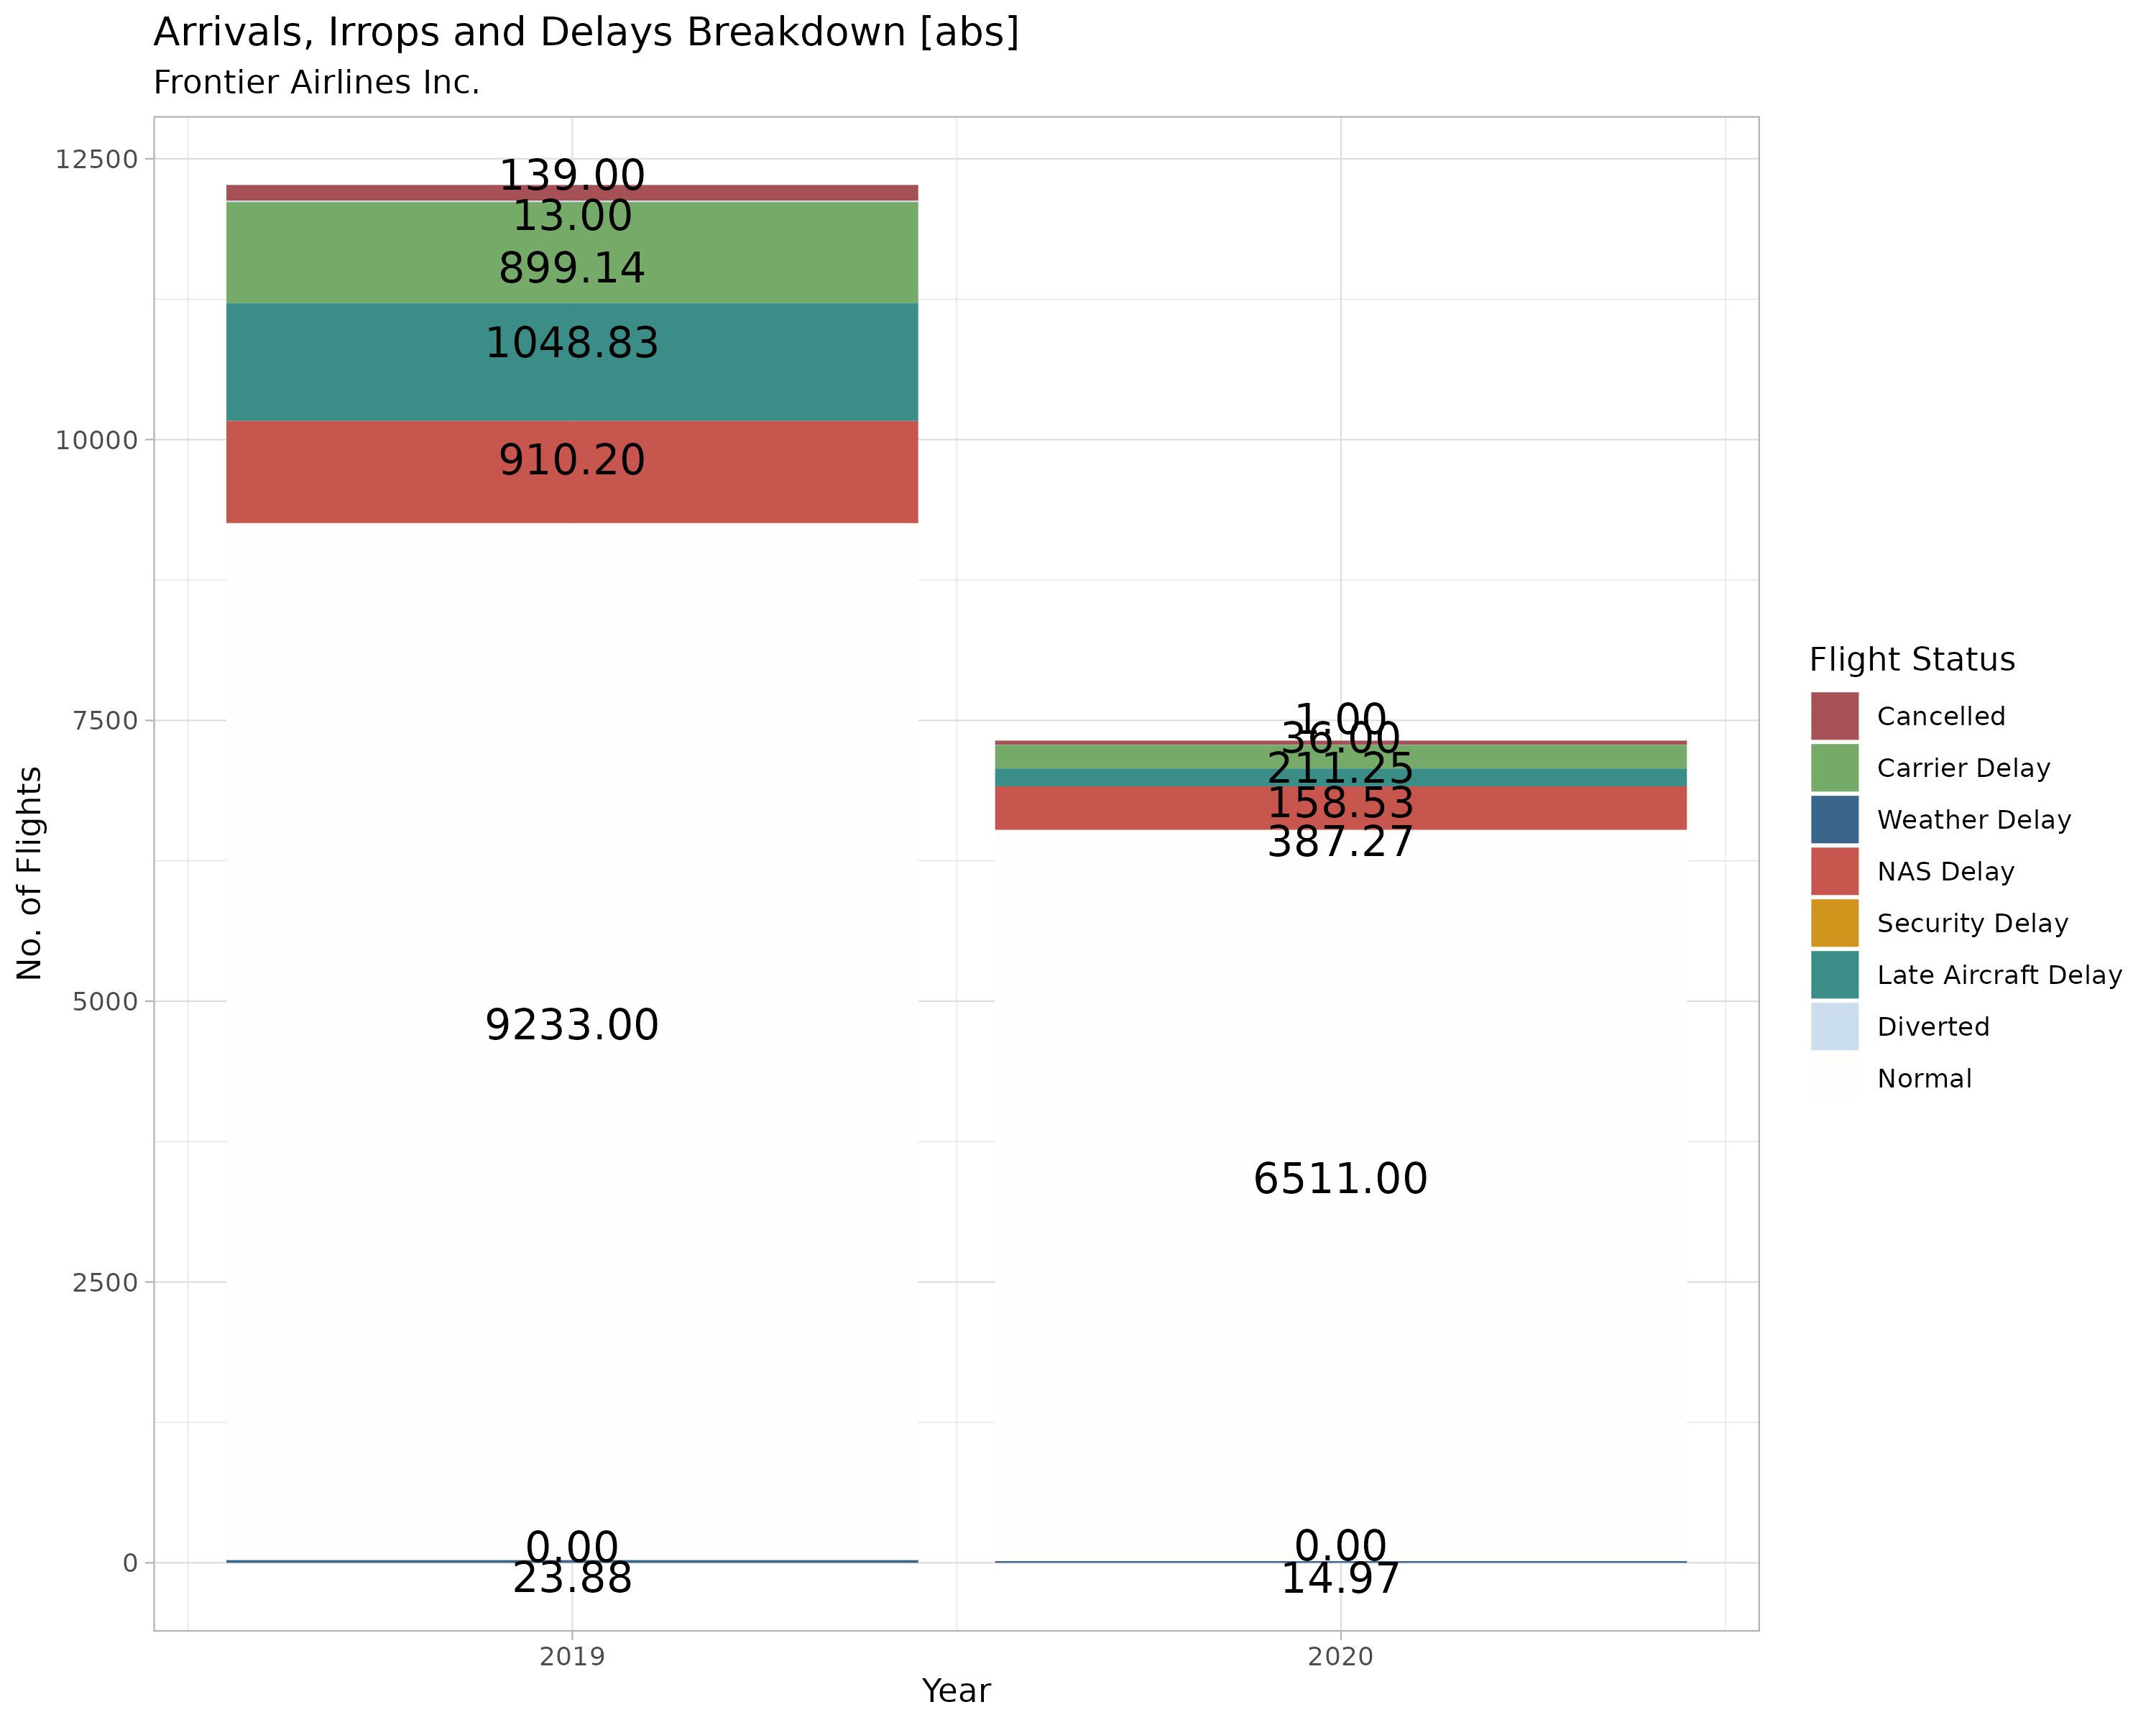 Arrivals, Irrops and Delays Breakdown [abs]
Frontier Airlines Inc.
No. of Flights
12500
10000
7500
5000
2500
0
139.00
13.00
899.14
1048.83
910.20
9233.00
0.00
23.88
1.00
36.00
211.25
158.53
387.27
6511.00
0.00
14.97
2019
2020
Year
Flight Status
Cancelled
Carrier Delay
Weather Delay
NAS Delay
Security Delay
Late Aircraft Delay
Diverted
Normal